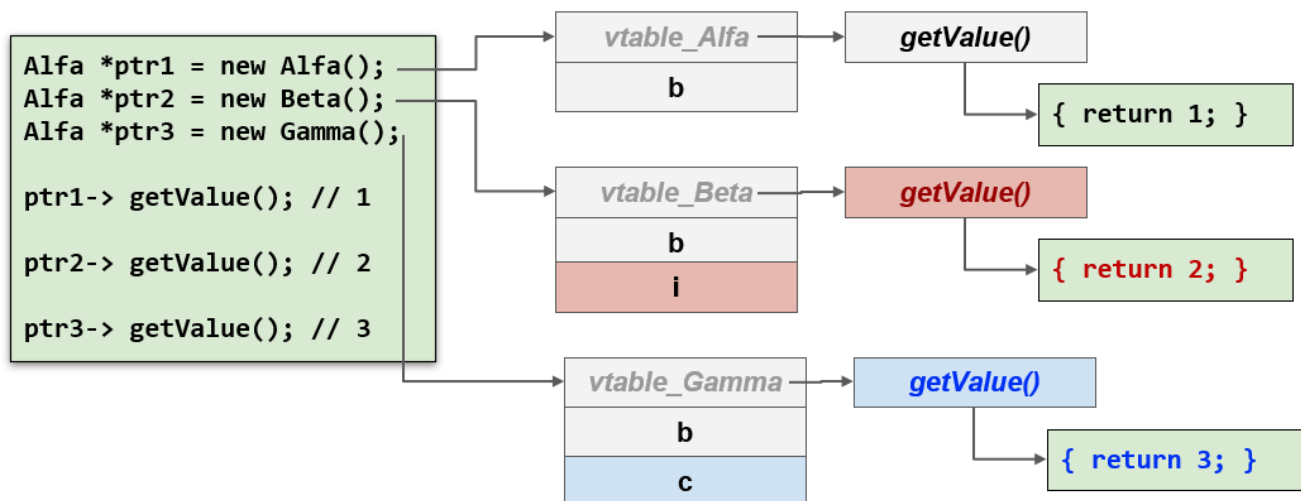 Alfa *ptr1 = new Alfa();
Alfa *ptr2 = new Beta();
Alfa *ptr3 = new Gamma();
ptr1-> getValue(); // 1
ptr2-> getValue(); // 2
ptr3-> getValue(); // 3
vtable_Alfa
b
getValue()
{ return 1; }
vtable_Beta
b
i
getValue()
{ return 2; }
vtable_Gamma
b
c
getValue()
{ return 3; }